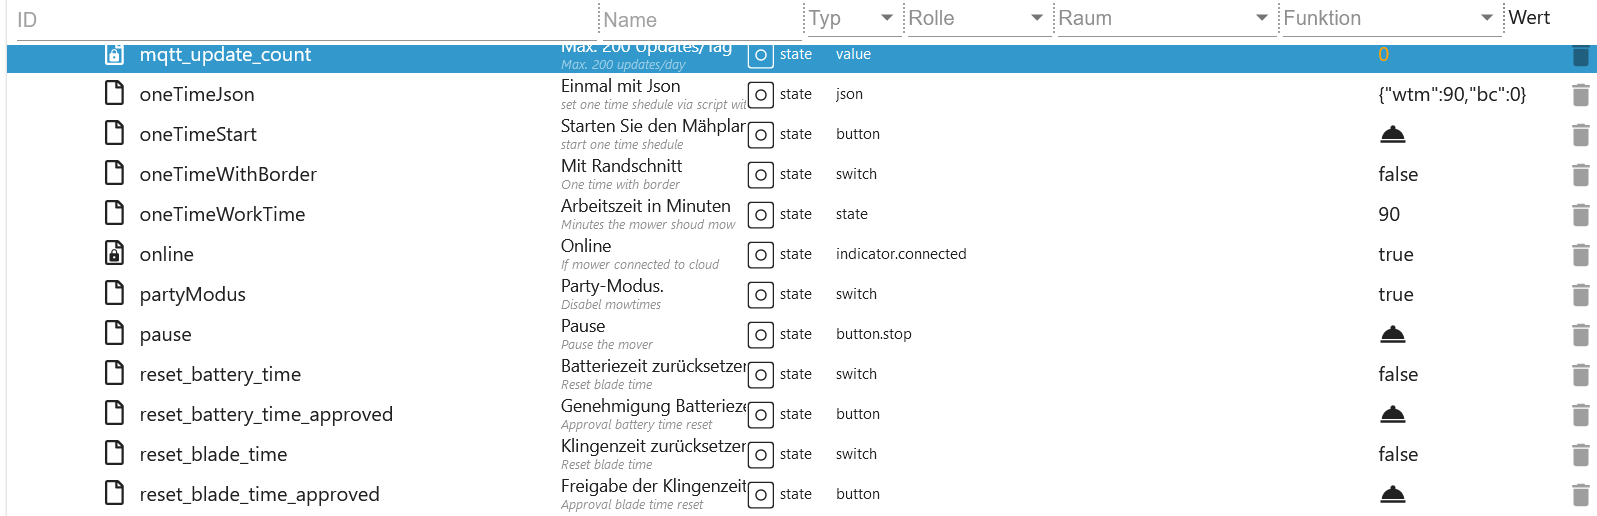 ID Name Typ Rolle Raum Funktion Wert
mqtt_update_count Max. 200 Updates/Tag state value 0
Max. 200 updates/day
oneTimeJson Einmal mit Json state json {"wtm":90,"bc":0}
set one time shedule via script wit
oneTimeStart Starten Sie den Mähplan state button
start one time shedule
oneTimeWithBorder Mit Randschnitt state switch false
One time with border
oneTimeWorkTime Arbeitszeit in Minuten state state 90
Minutes the mower shoud mow
online Online state indicator.connected true
If mower connected to cloud
partyModus Party-Modus. state switch true
Disabel mowtimes
pause Pause state button.stop
Pause the mover
reset_battery_time Batteriezeit zurücksetzen state switch false
Reset blade time
reset_battery_time_approved Genehmigung Batterieze state button
Approval battery time reset
reset_blade_time Klingenzeit zurücksetzen state switch false
Reset blade time
reset_blade_time_approved Freigabe der Klingenzeit state button
Approval blade time reset